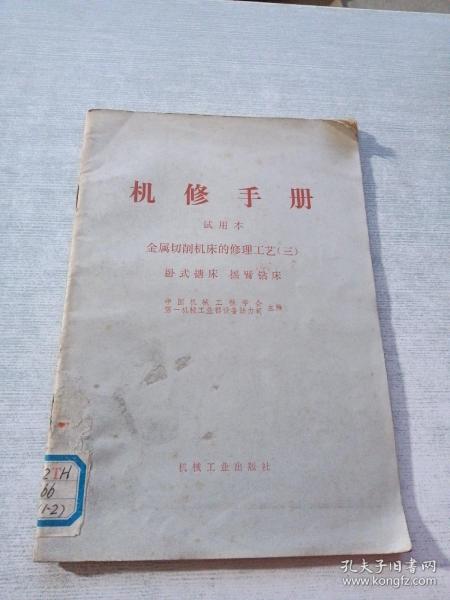 机修手册
试用本
金属切削机床的修理工艺(三)
卧式镗床 摇臂钻床
中国机械工程学会
第一机械工业部设备动力司 主编
机械工业出版社
2TH
66
(1-2)
孔夫子旧书网
www.kongfz.com